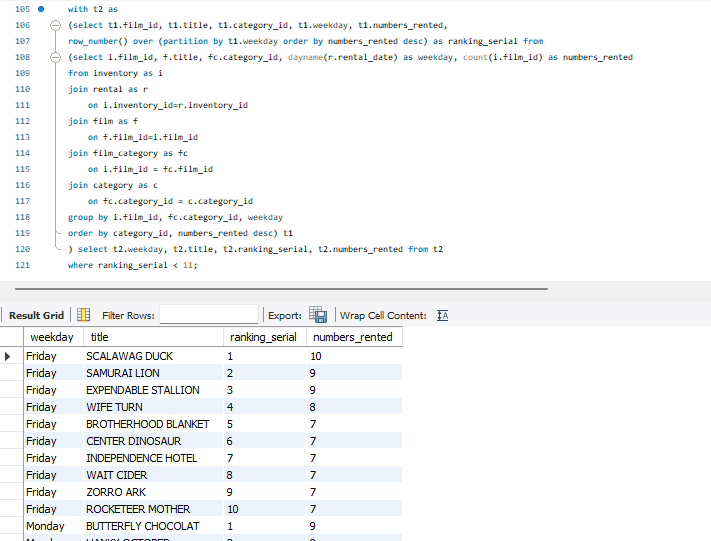 105 with t2 as
106 (select t1.film_id, t1.title, t1.category_id, t1.weekday, t1.numbers_rented,
107 row_number() over (partition by t1.weekday order by numbers_rented desc) as ranking_serial from
108 (select i.film_id, f.title, fc.category_id, dayname(r.rental_date) as weekday, count(i.film_id) as numbers_rented
109 from inventory as i
110 join rental as r
111 on i.inventory_id=r.inventory_id
112 join film as f
113 on f.film_id=i.film_id
114 join film_category as fc
115 on i.film_id = fc.film_id
116 join category as c
117 on fc.category_id = c.category_id
118 group by i.film_id, fc.category_id, weekday
119 order by category_id, numbers_rented desc) t1
120 ) select t2.weekday, t2.title, t2.ranking_serial, t2.numbers_rented from t2
121 where ranking_serial < 11;
Result Grid Filter Rows: Export: Wrap Cell Content: IA
weekday title ranking_serial numbers_rented
Friday SCALAWAG DUCK 1 10
Friday SAMURAI LION 2 9
Friday EXPENDABLE STALLION 3 9
Friday WIFE TURN 4 8
Friday BROTHERHOOD BLANKET 5 7
Friday CENTER DINOSAUR 6 7
Friday INDEPENDENCE HOTEL 7 7
Friday WAIT CIDER 8 7
Friday ZORRO ARK 9 7
Friday ROCKETEER MOTHER 10 7
Monday BUTTERFLY CHOCOLAT 1 9